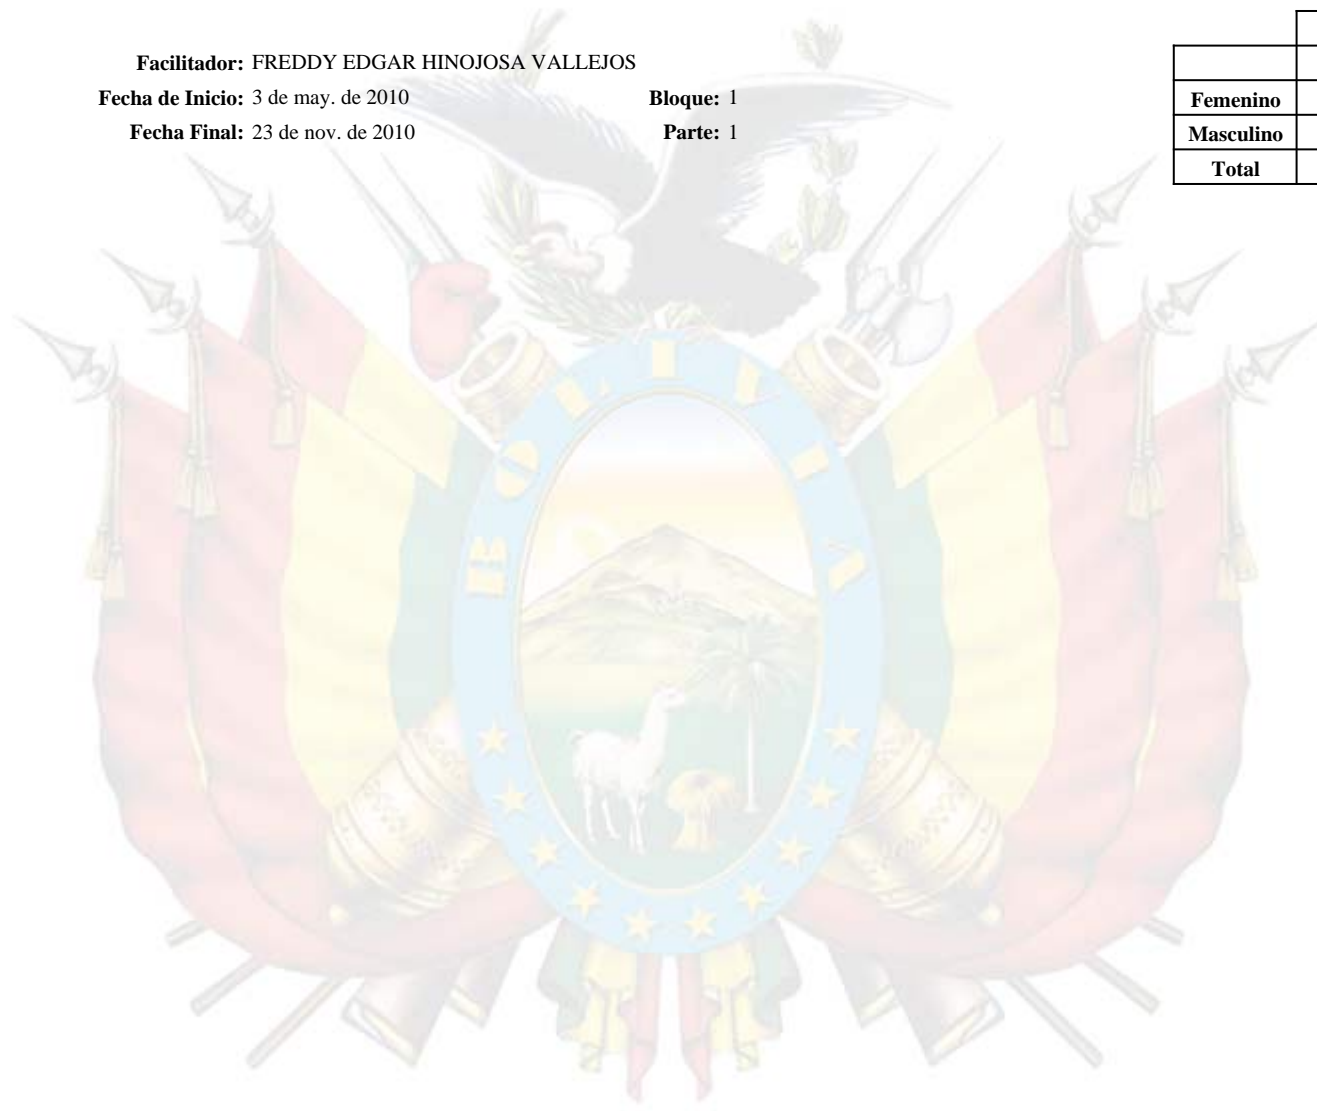 Facilitador: FREDDY EDGAR HINOJOSA VALLEJOS
Fecha de Inicio: 3 de may. de 2010 Bloque: 1
Fecha Final: 23 de nov. de 2010 Parte: 1
Femenino
Masculino
Total
BOLIVIA